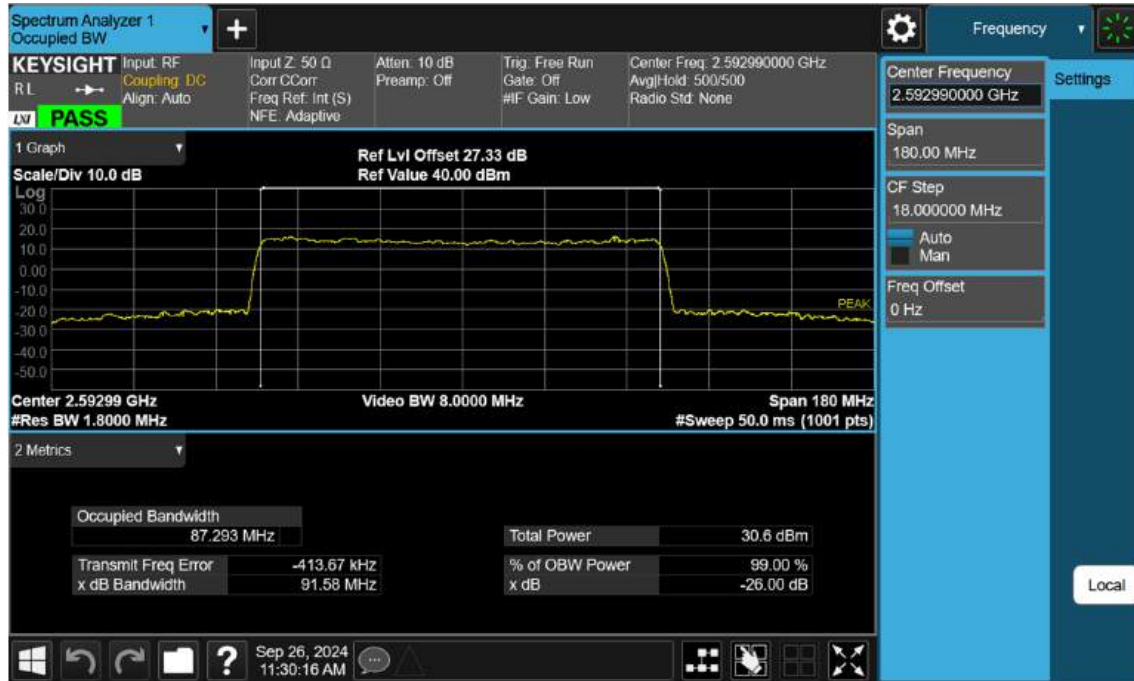 Spectrum Analyzer 1
Occupied BW
+
Frequency
KEYSIGHT
R L
LXI PASS
Input: RF
Coupling: DC
Align: Auto
Input Z: 50 Ω
Corr CCorr
Freq Ref: Int (S)
NFE: Adaptive
Atten: 10 dB
Preamp: Off
Trig: Free Run
Gate: Off
#IF Gain: Low
Center Freq: 2.592990000 GHz
Avg|Hold: 500/500
Radio Std: None
1 Graph
Scale/Div 10.0 dB
Ref Lvl Offset 27.33 dB
Ref Value 40.00 dBm
Log
30.0
20.0
10.0
0.00
-10.0
-20.0
-30.0
-40.0
-50.0
PEAK
Center 2.59299 GHz
#Res BW 1.8000 MHz
Video BW 8.0000 MHz
Span 180 MHz
#Sweep 50.0 ms (1001 pts)
2 Metrics
Occupied Bandwidth
87.293 MHz
Transmit Freq Error -413.67 kHz
x dB Bandwidth 91.58 MHz
Total Power 30.6 dBm
% of OBW Power 99.00 %
x dB -26.00 dB
Center Frequency
2.592990000 GHz
Span
180.00 MHz
CF Step
18.000000 MHz
Auto
Man
Freq Offset
0 Hz
Settings
Local
?
Sep 26, 2024
11:30:16 AM